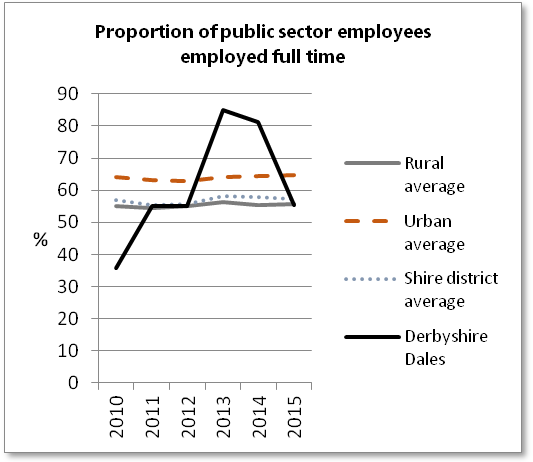 Proportion of public sector employees
employed full time
90
80
70
60
50
40
30
20
10
0
%
2010
2011
2012
2013
2014
2015
Rural
average
Urban
average
Shire district
average
Derbyshire
Dales